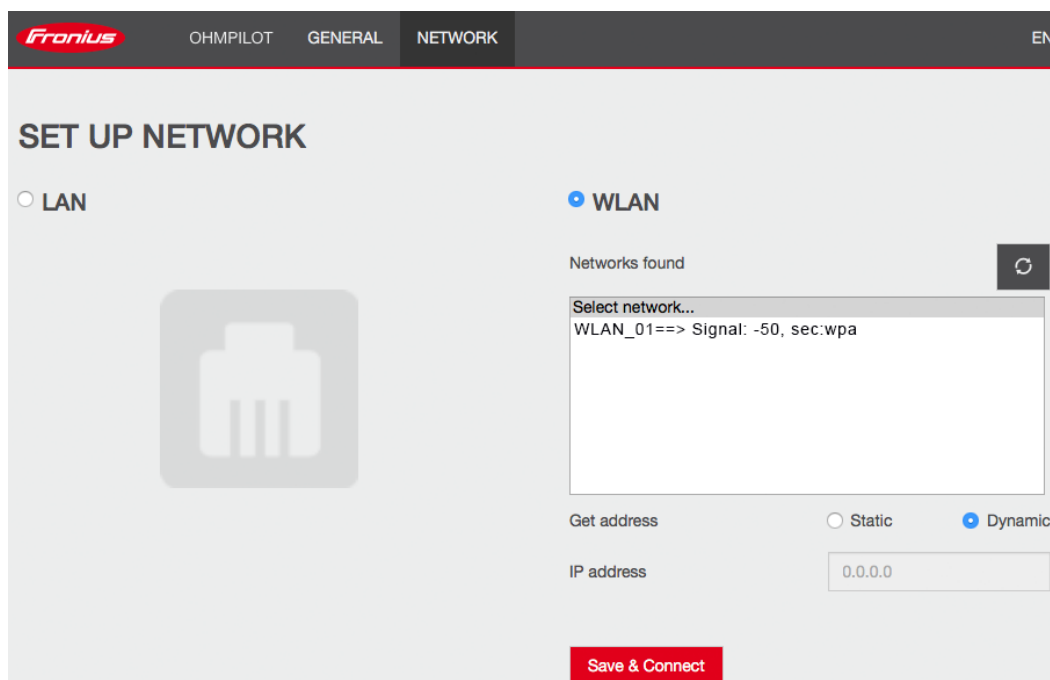 Fronius OHMPILOT GENERAL NETWORK EN
SET UP NETWORK
LAN
WLAN
Networks found
Select network...
WLAN_01==> Signal: -50, sec:wpa
Get address Static Dynamic
IP address 0.0.0.0
Save & Connect